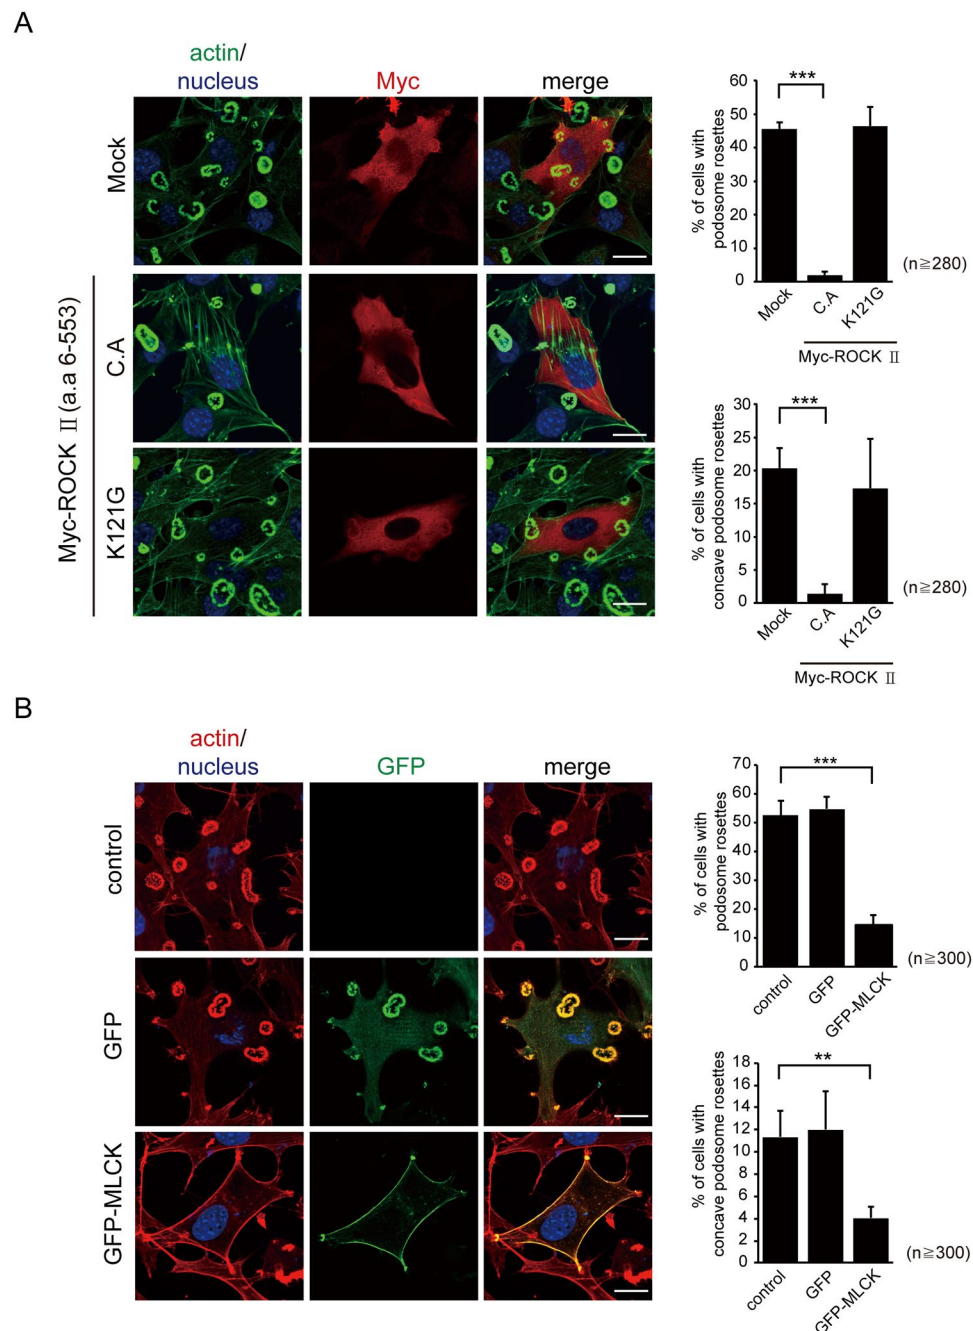 A
actin/
nucleus
Myc
merge
Mock
Myc-ROCK Ⅱ (a.a 6-553)
C.A
K121G
% of cells with
podosome rosettes
60
50
40
30
20
10
0
***
(n≧280)
Mock
C.A
K121G
Myc-ROCK Ⅱ
% of cells with
concave podosome rosettes
30
25
20
15
10
5
0
***
(n≧280)
Mock
C.A
K121G
Myc-ROCK Ⅱ
B
actin/
nucleus
GFP
merge
control
GFP
GFP-MLCK
% of cells with
podosome rosettes
70
60
50
40
30
20
10
0
***
(n≧300)
control
GFP
GFP-MLCK
% of cells with
concave podosome rosettes
18
16
14
12
10
8
6
4
2
0
**
(n≧300)
control
GFP
GFP-MLCK